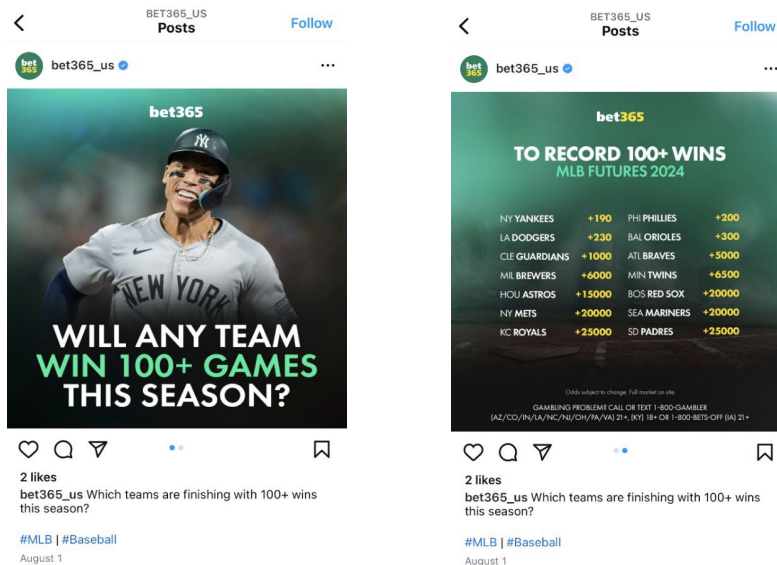 BET365_US
Posts
Follow
bet
365
bet365_us
bet365
NY
NEW YORK
WILL ANY TEAM
WIN 100+ GAMES
THIS SEASON?
2 likes
bet365_us Which teams are finishing with 100+ wins
this season?
#MLB | #Baseball
August 1
BET365_US
Posts
Follow
bet
365
bet365_us
bet365
TO RECORD 100+ WINS
MLB FUTURES 2024
NY YANKEES +190 PHI PHILLIES +200
LA DODGERS +230 BAL ORIOLES +300
CLE GUARDIANS +1000 ATL BRAVES +5000
MIL BREWERS +6000 MIN TWINS +6500
HOU ASTROS +15000 BOS RED SOX +20000
NY METS +20000 SEA MARINERS +20000
KC ROYALS +25000 SD PADRES +25000
Odds subject to change. Full market on site.
GAMBLING PROBLEM? CALL OR TEXT 1-800-GAMBLER
(AZ/CO/IN/LA/NC/NJ/OH/PA/VA) 21+, (KY) 18+ OR 1-800-BETS-OFF (IA) 21+
2 likes
bet365_us Which teams are finishing with 100+ wins
this season?
#MLB | #Baseball
August 1